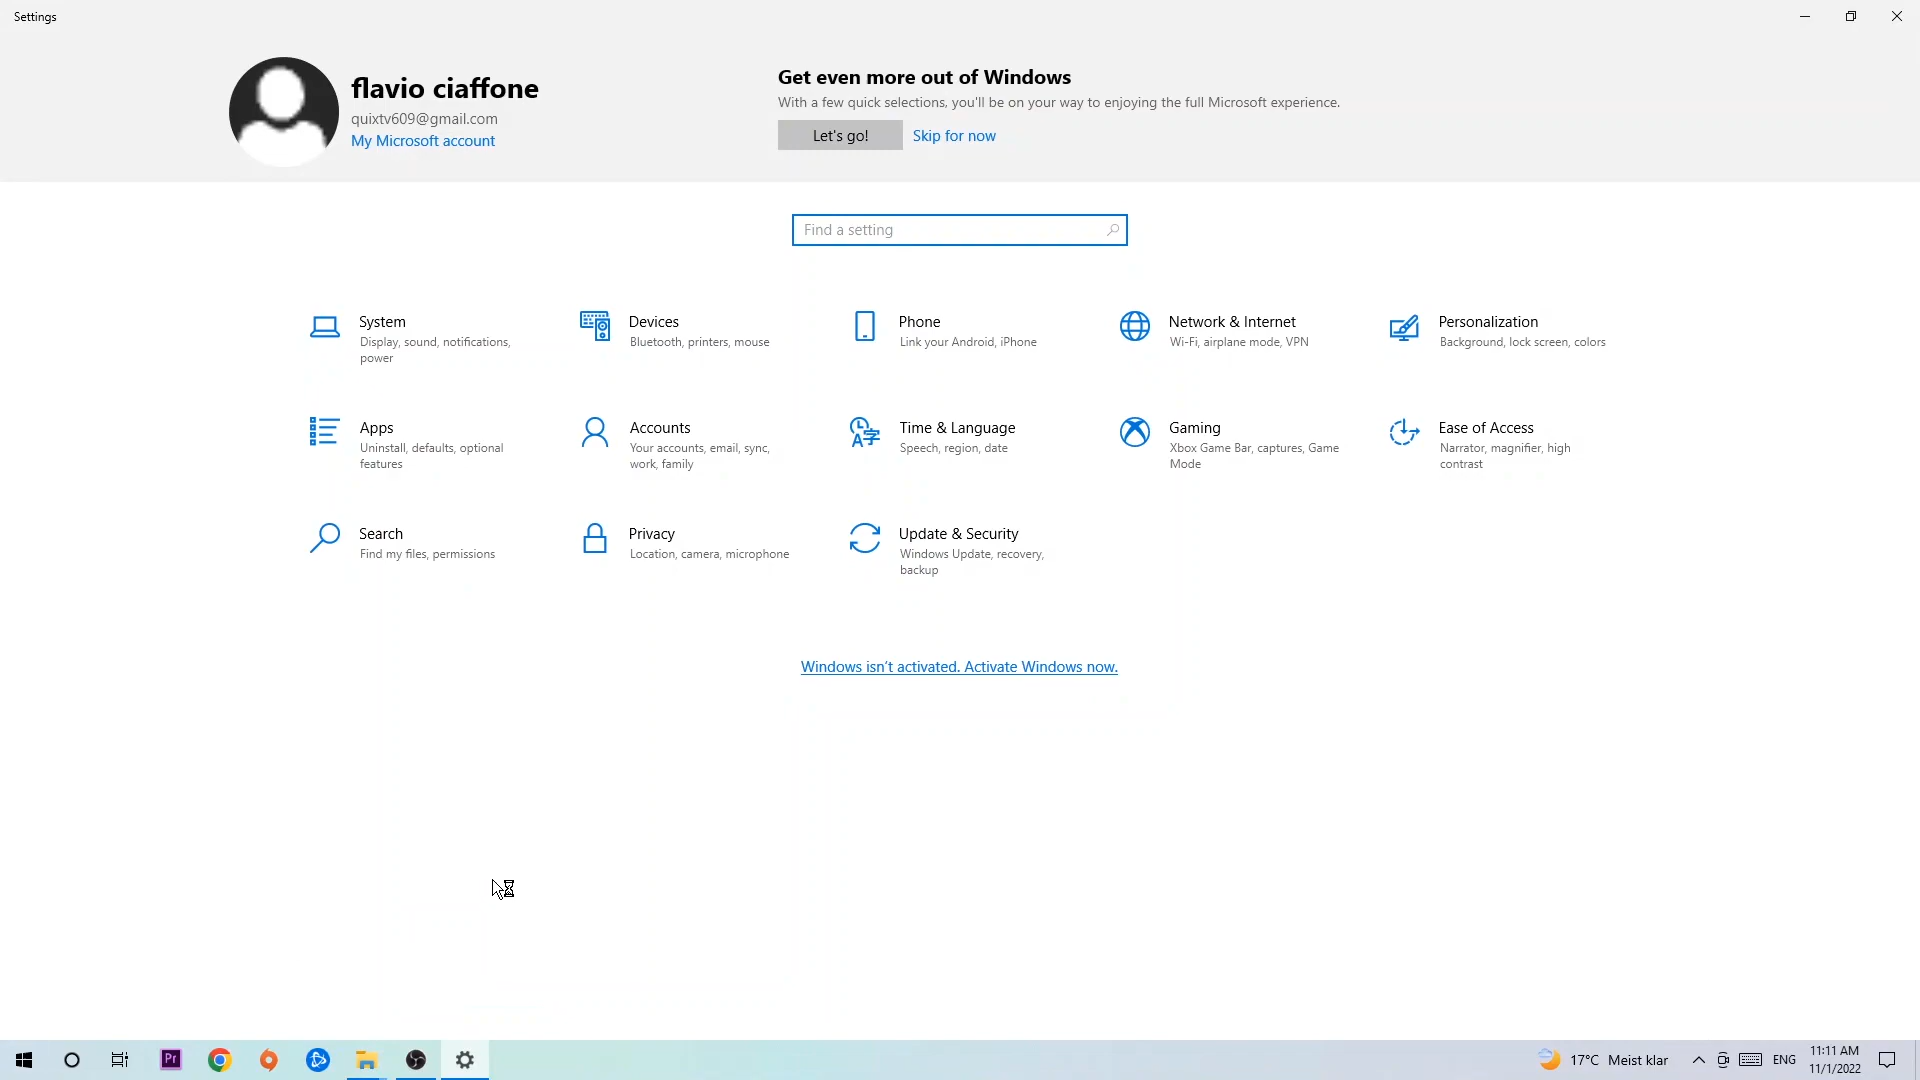 Settings
flavio ciaffone
quixtv609@gmail.com
My Microsoft account
Get even more out of Windows
With a few quick selections, you'll be on your way to enjoying the full Microsoft experience.
Let's go!
Skip for now
Find a setting
System
Display, sound, notifications,
power
Devices
Bluetooth, printers, mouse
Phone
Link your Android, iPhone
Network & Internet
Wi-Fi, airplane mode, VPN
Personalization
Background, lock screen, colors
Apps
Uninstall, defaults, optional
features
Accounts
Your accounts, email, sync,
work, family
Time & Language
Speech, region, date
Gaming
Xbox Game Bar, captures, Game
Mode
Ease of Access
Narrator, magnifier, high
contrast
Search
Find my files, permissions
Privacy
Location, camera, microphone
Update & Security
Windows Update, recovery,
backup
Windows isn't activated. Activate Windows now.
Pr
17°C Meist klar
ENG
11:11 AM
11/1/2022